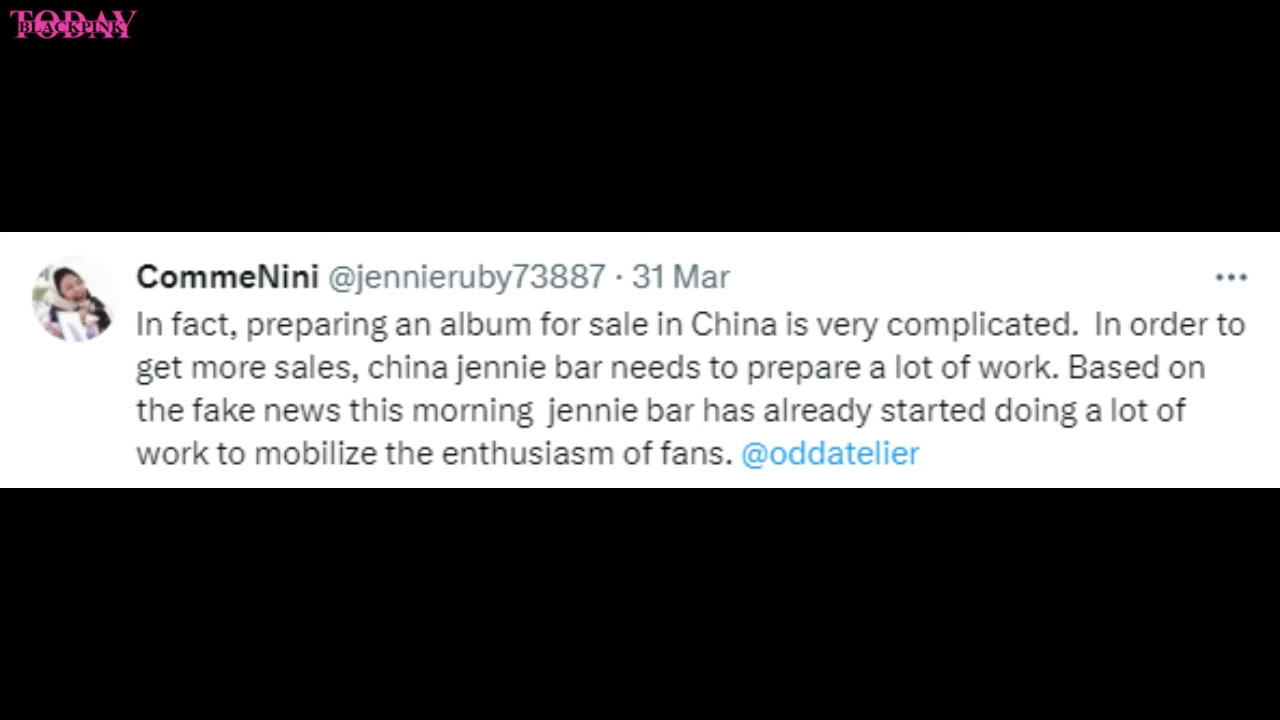 TODAY
BLACKPINK
CommeNini @jennieruby73887 · 31 Mar
In fact, preparing an album for sale in China is very complicated.  In order to
get more sales, china jennie bar needs to prepare a lot of work. Based on
the fake news this morning  jennie bar has already started doing a lot of
work to mobilize the enthusiasm of fans. @oddatelier